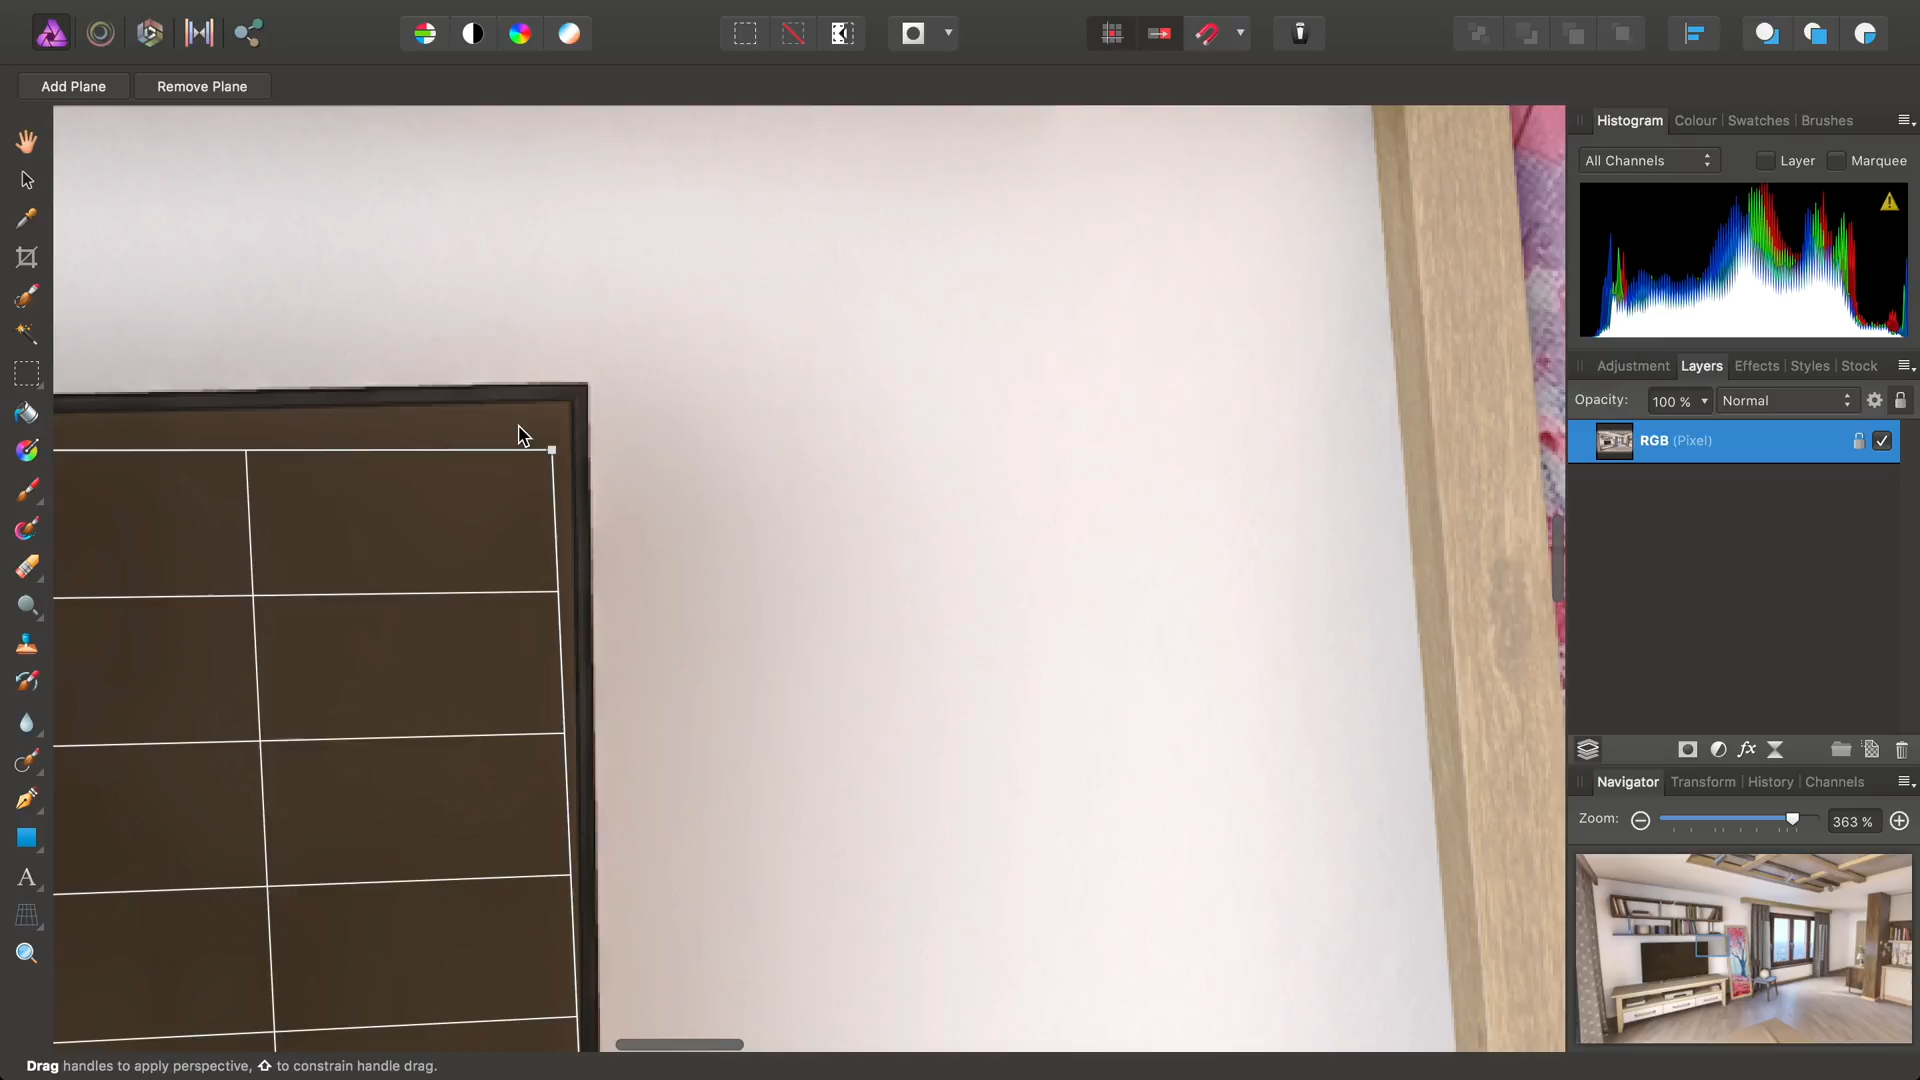 Add Plane
Remove Plane
Histogram
Colour
Swatches
Brushes
All Channels
Layer
Marquee
Adjustment
Layers
Effects
Styles
Stock
Opacity:
100 %
Normal
RGB (Pixel)
fx
Navigator
Transform
History
Channels
Zoom:
363 %
A
Drag handles to apply perspective, ⇧ to constrain handle drag.